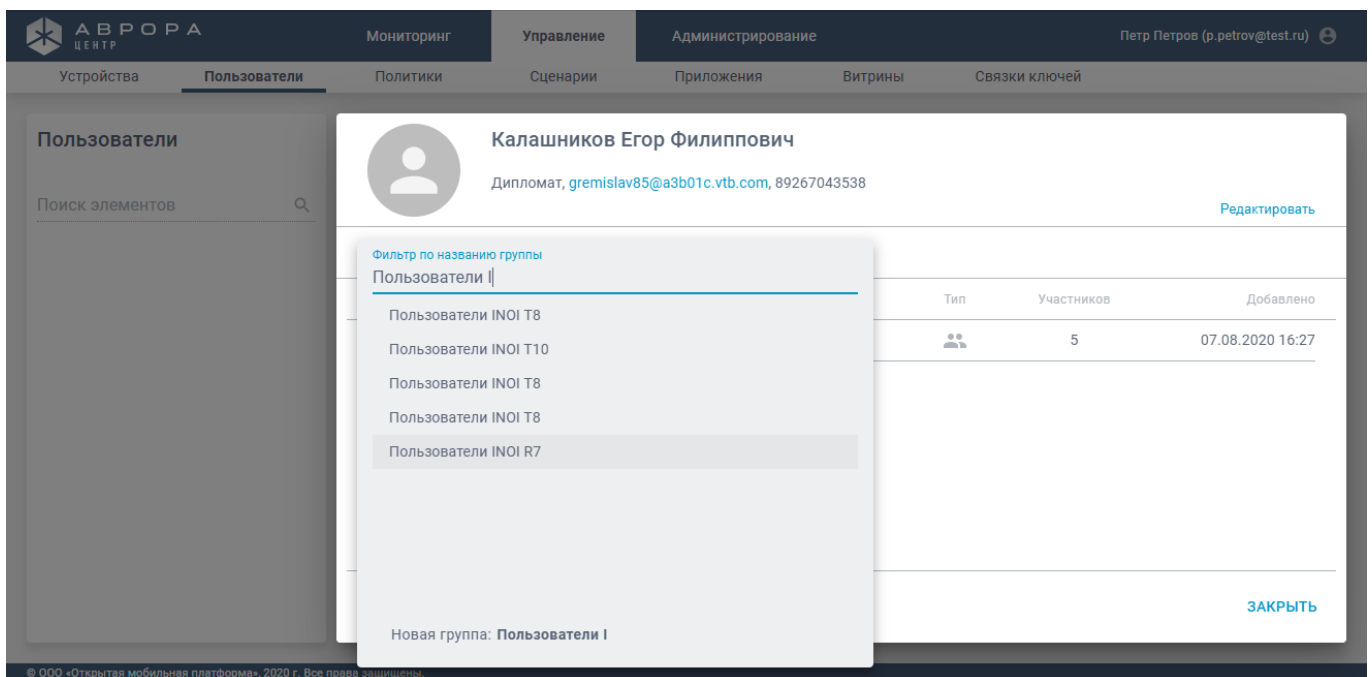 АВРОРА
ЦЕНТР
Мониторинг Управление Администрирование Петр Петров (p.petrov@test.ru)
Устройства Пользователи Политики Сценарии Приложения Витрины Связки ключей
Пользователи
Поиск элементов
Калашников Егор Филиппович
Дипломат, gremislav85@a3b01c.vtb.com, 89267043538
Редактировать
Фильтр по названию группы
Пользователи I
Тип Участников Добавлено
5 07.08.2020 16:27
Пользователи INOI T8
Пользователи INOI T10
Пользователи INOI T8
Пользователи INOI T8
Пользователи INOI R7
Новая группа: Пользователи I
ЗАКРЫТЬ
© ООО «Открытая мобильная платформа», 2020 г. Все права защищены.